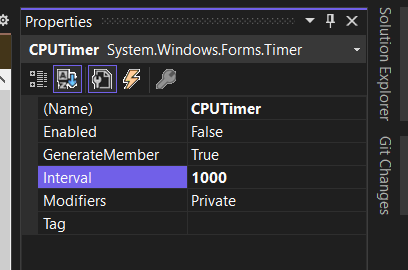 Properties
CPUTimer System.Windows.Forms.Timer
(Name) CPUTimer
Enabled False
GenerateMember True
Interval 1000
Modifiers Private
Tag
Solution Explorer
Git Changes